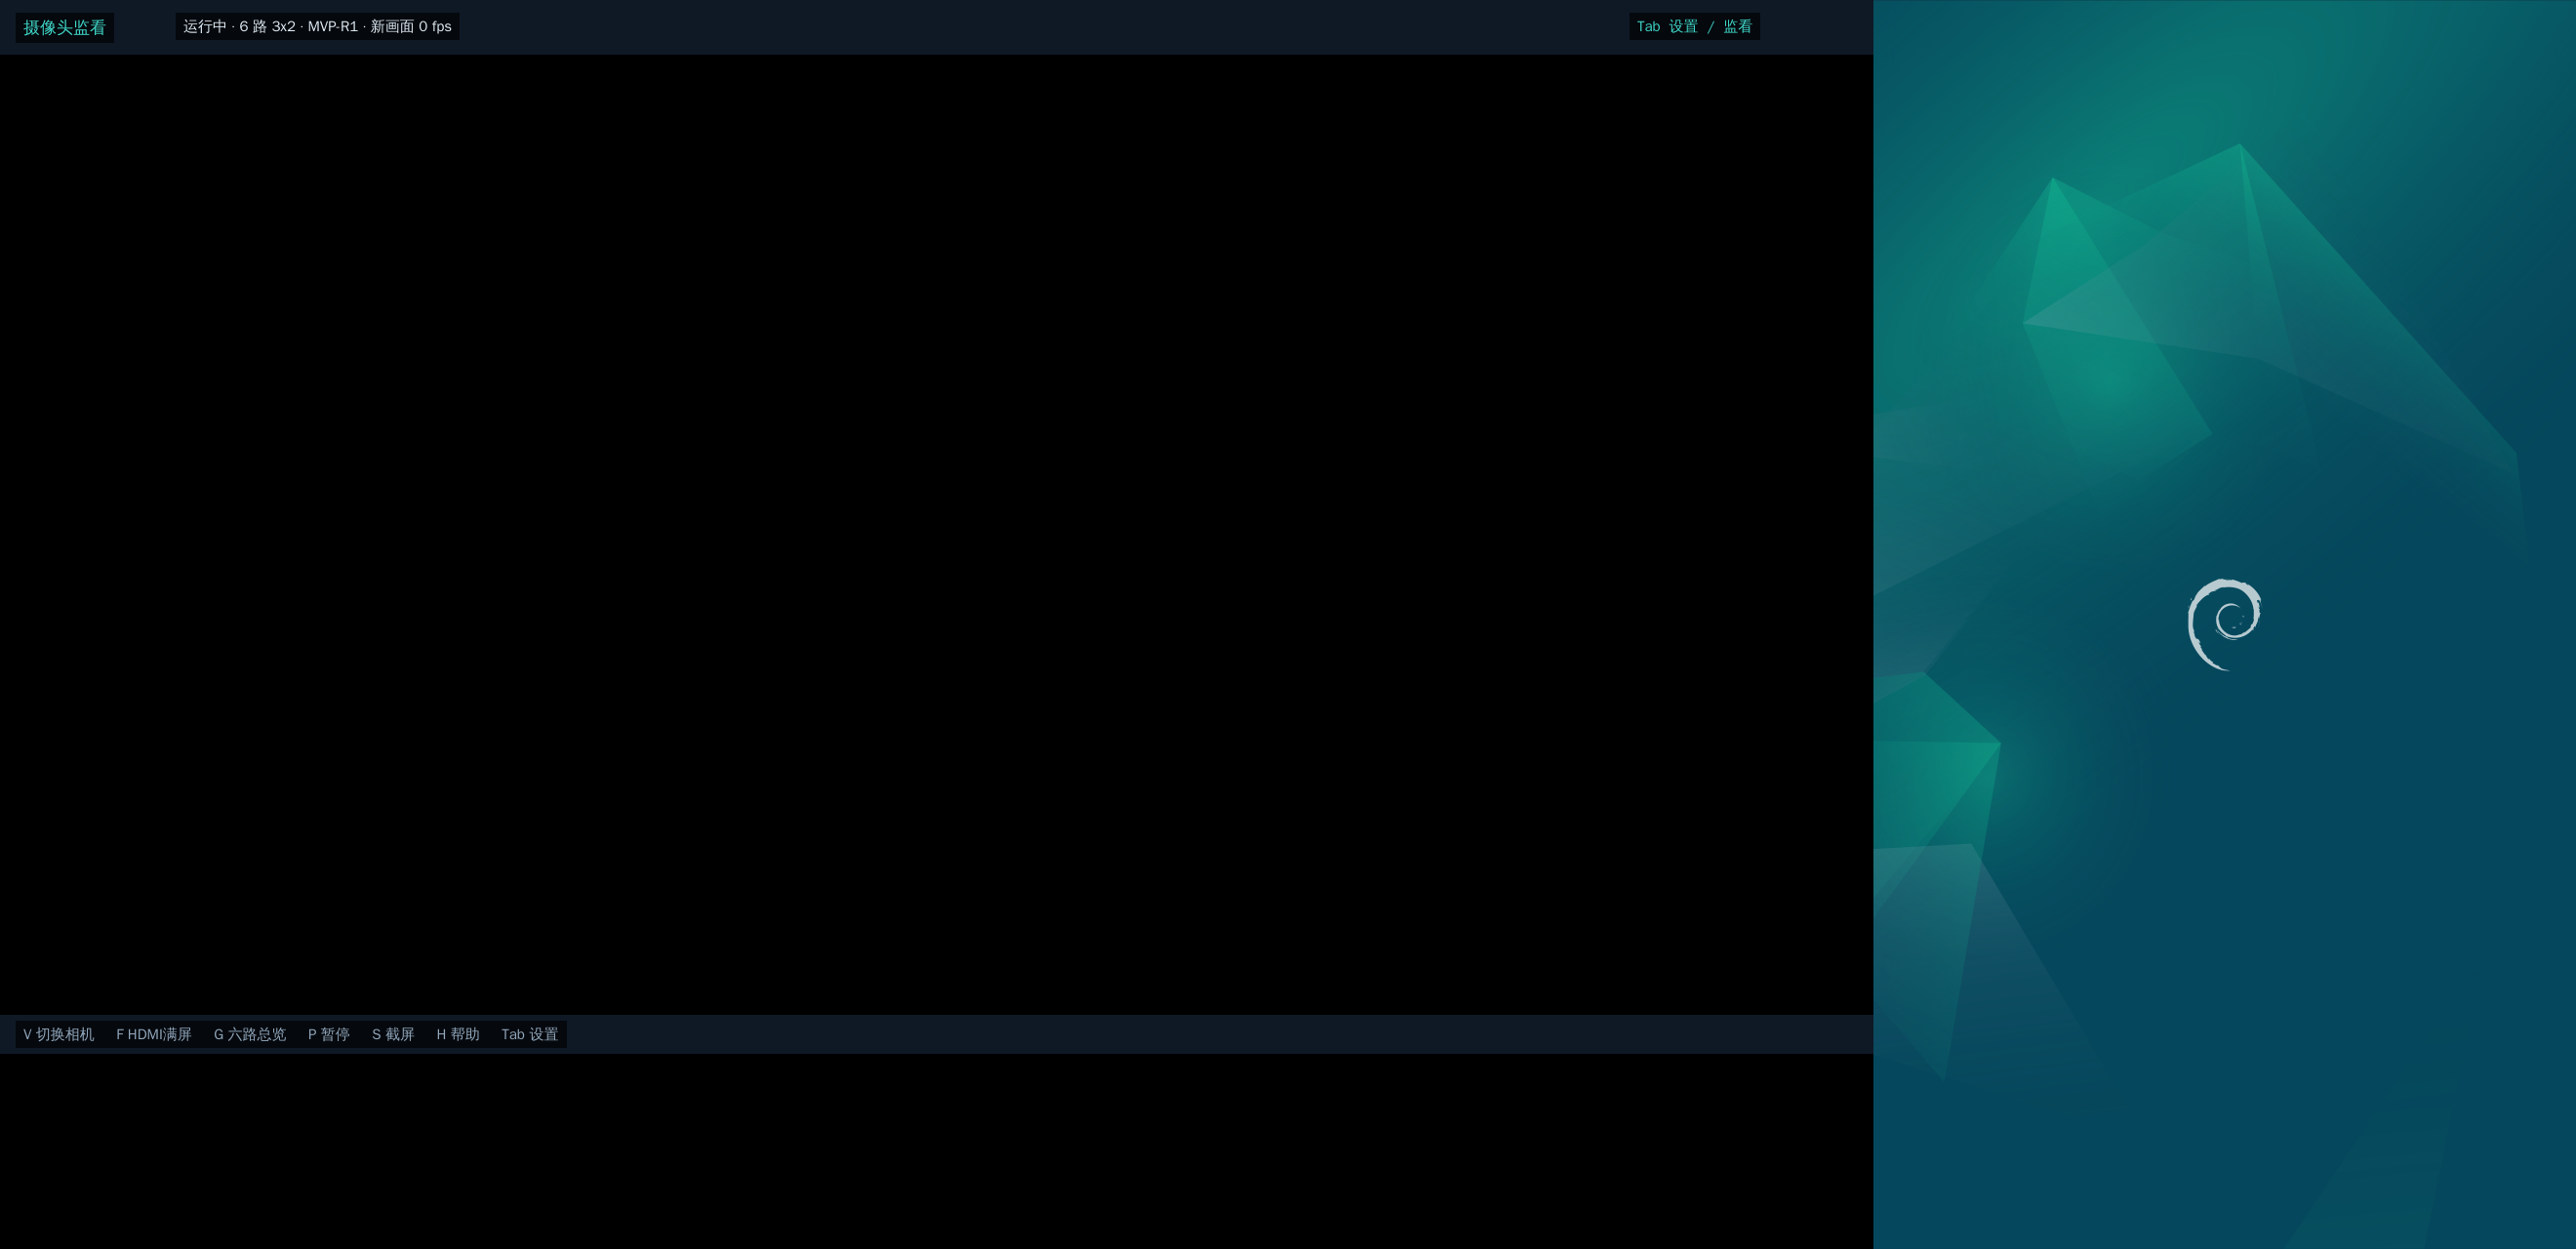 摄像头监看
运行中 · 6 路 3x2 · MVP-R1 · 新画面 0 fps
Tab 设置 / 监看
V 切换相机 F HDMI满屏 G 六路总览 P 暂停 S 截屏 H 帮助 Tab 设置